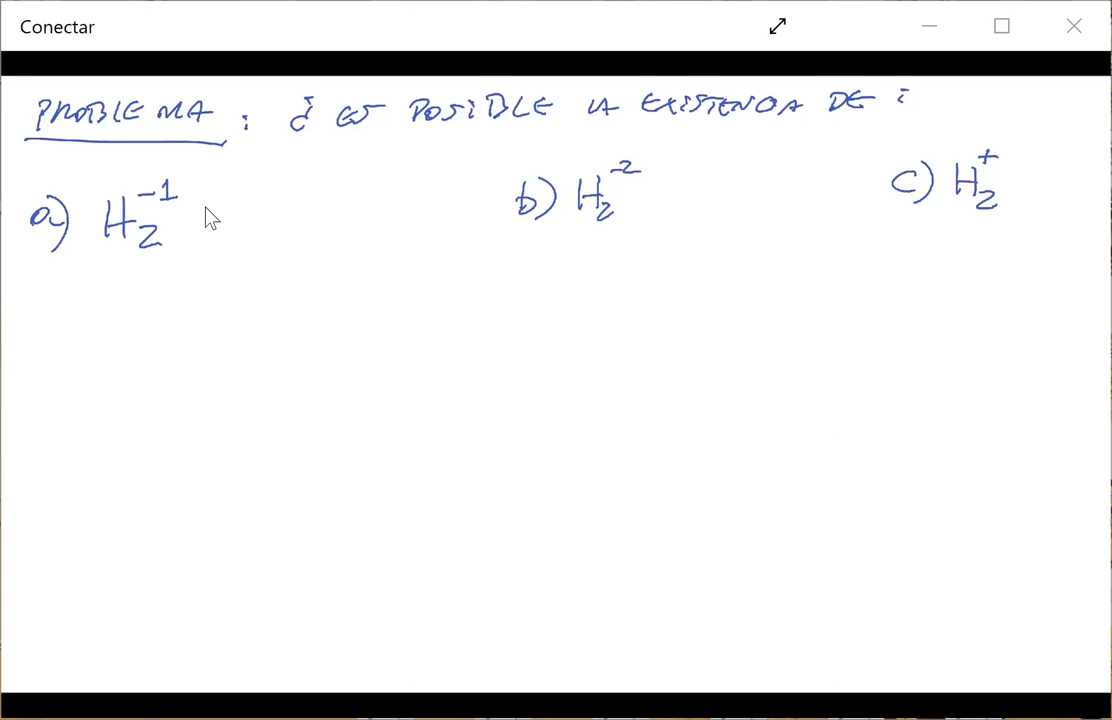 Conectar
PROBLEMA : ¿ ES POSIBLE LA EXISTENCIA DE :
a) H₂⁻¹ b) H₂⁻² c) H₂⁺